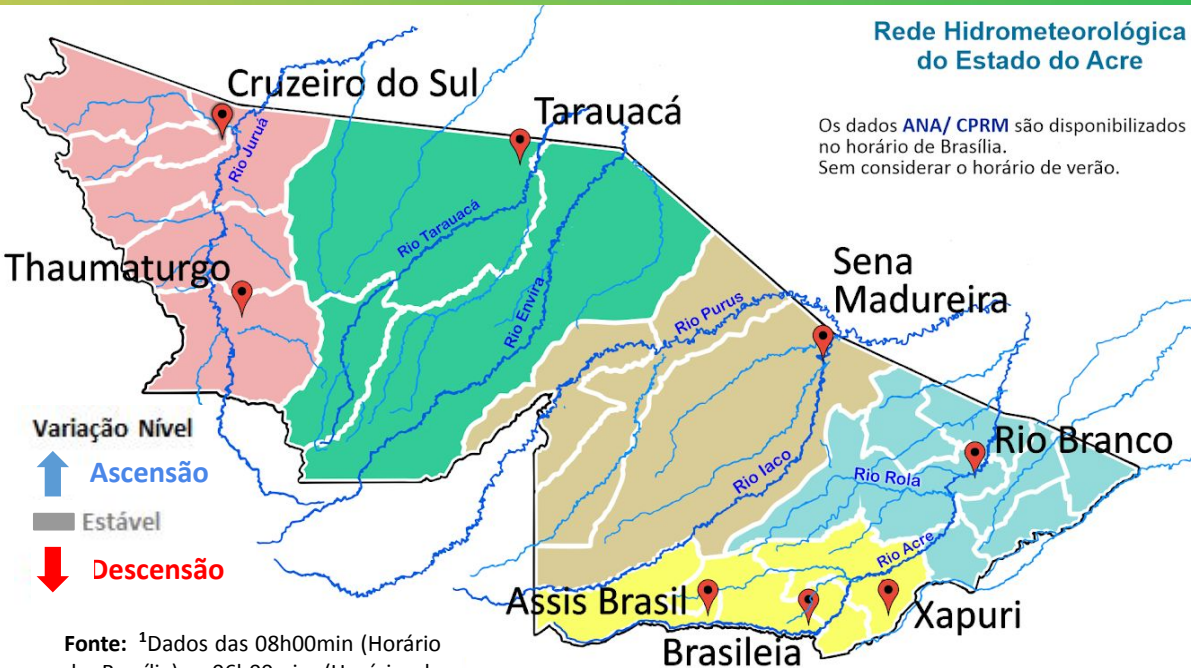 Rede Hidrometeorológica
do Estado do Acre
Os dados ANA/ CPRM são disponibilizados
no horário de Brasília.
Sem considerar o horário de verão.
Cruzeiro do Sul
Tarauacá
Rio Juruá
Rio Tarauacá
Thaumaturgo
Rio Envira
Rio Purus
Sena
Madureira
Variação Nível
Ascensão
Estável
Descensão
Rio Branco
Rio Iaco
Rio Rola
Rio Acre
Assis Brasil
Xapuri
Brasileia
Fonte: ¹Dados das 08h00min (Horário